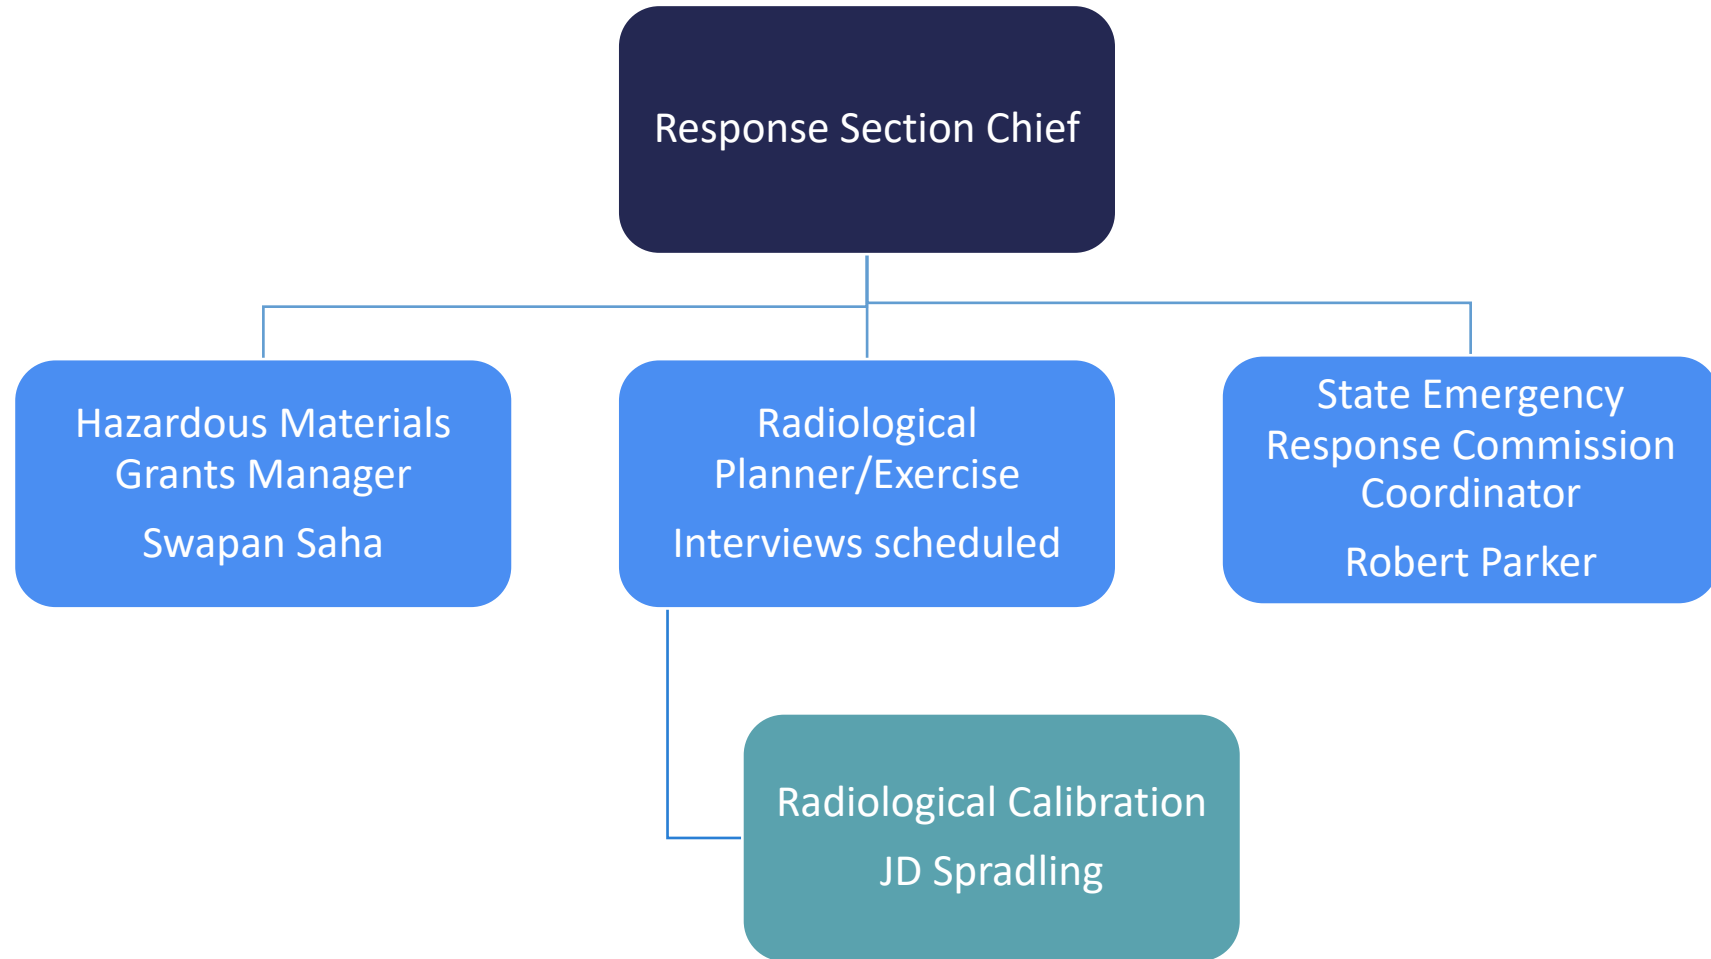 Response Section Chief
Hazardous Materials
Grants Manager
Swapan Saha
Radiological
Planner/Exercise
Interviews scheduled
State Emergency
Response Commission
Coordinator
Robert Parker
Radiological Calibration
JD Spradling